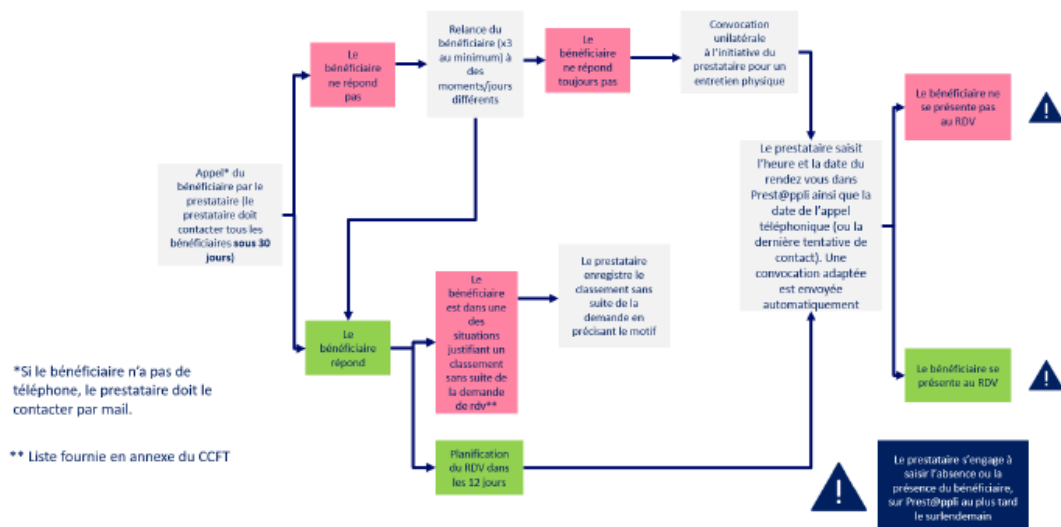 Le
bénéficiaire
ne répond
pas
Relance du
bénéficiaire (x3
au minimum) à
des
moments/jours
différents
Le
bénéficiaire
ne répond
toujours pas
Convocation
unilatérale
à l'initiative du
prestataire pour un
entretien physique
Le bénéficiaire ne
se présente pas
au RDV
!
Appel* du
bénéficiaire par le
prestataire (le
prestataire doit
contacter tous les
bénéficiaires sous 30
jours)
Le prestataire saisit
l'heure et la date du
rendez vous dans
Prest@ppli ainsi que la
date de l'appel
téléphonique (ou la
dernière tentative de
contact). Une
convocation adaptée
est envoyée
automatiquement
Le
bénéficiaire
répond
Le
bénéficiaire
est dans une
des
situations
justifiant un
classement
sans suite de
la demande
de rdv**
Le prestataire
enregistre le
classement sans
suite de la
demande en
précisant le motif
Le bénéficiaire se
présente au RDV
!
Planification
du RDV dans
les 12 jours
*Si le bénéficiaire n'a pas de
téléphone, le prestataire doit le
contacter par mail.
** Liste fournie en annexe du CCFT
!
Le prestataire s'engage à
saisir l'absence ou la
présence du bénéficiaire,
sur Prest@ppli au plus tard
le surlendemain